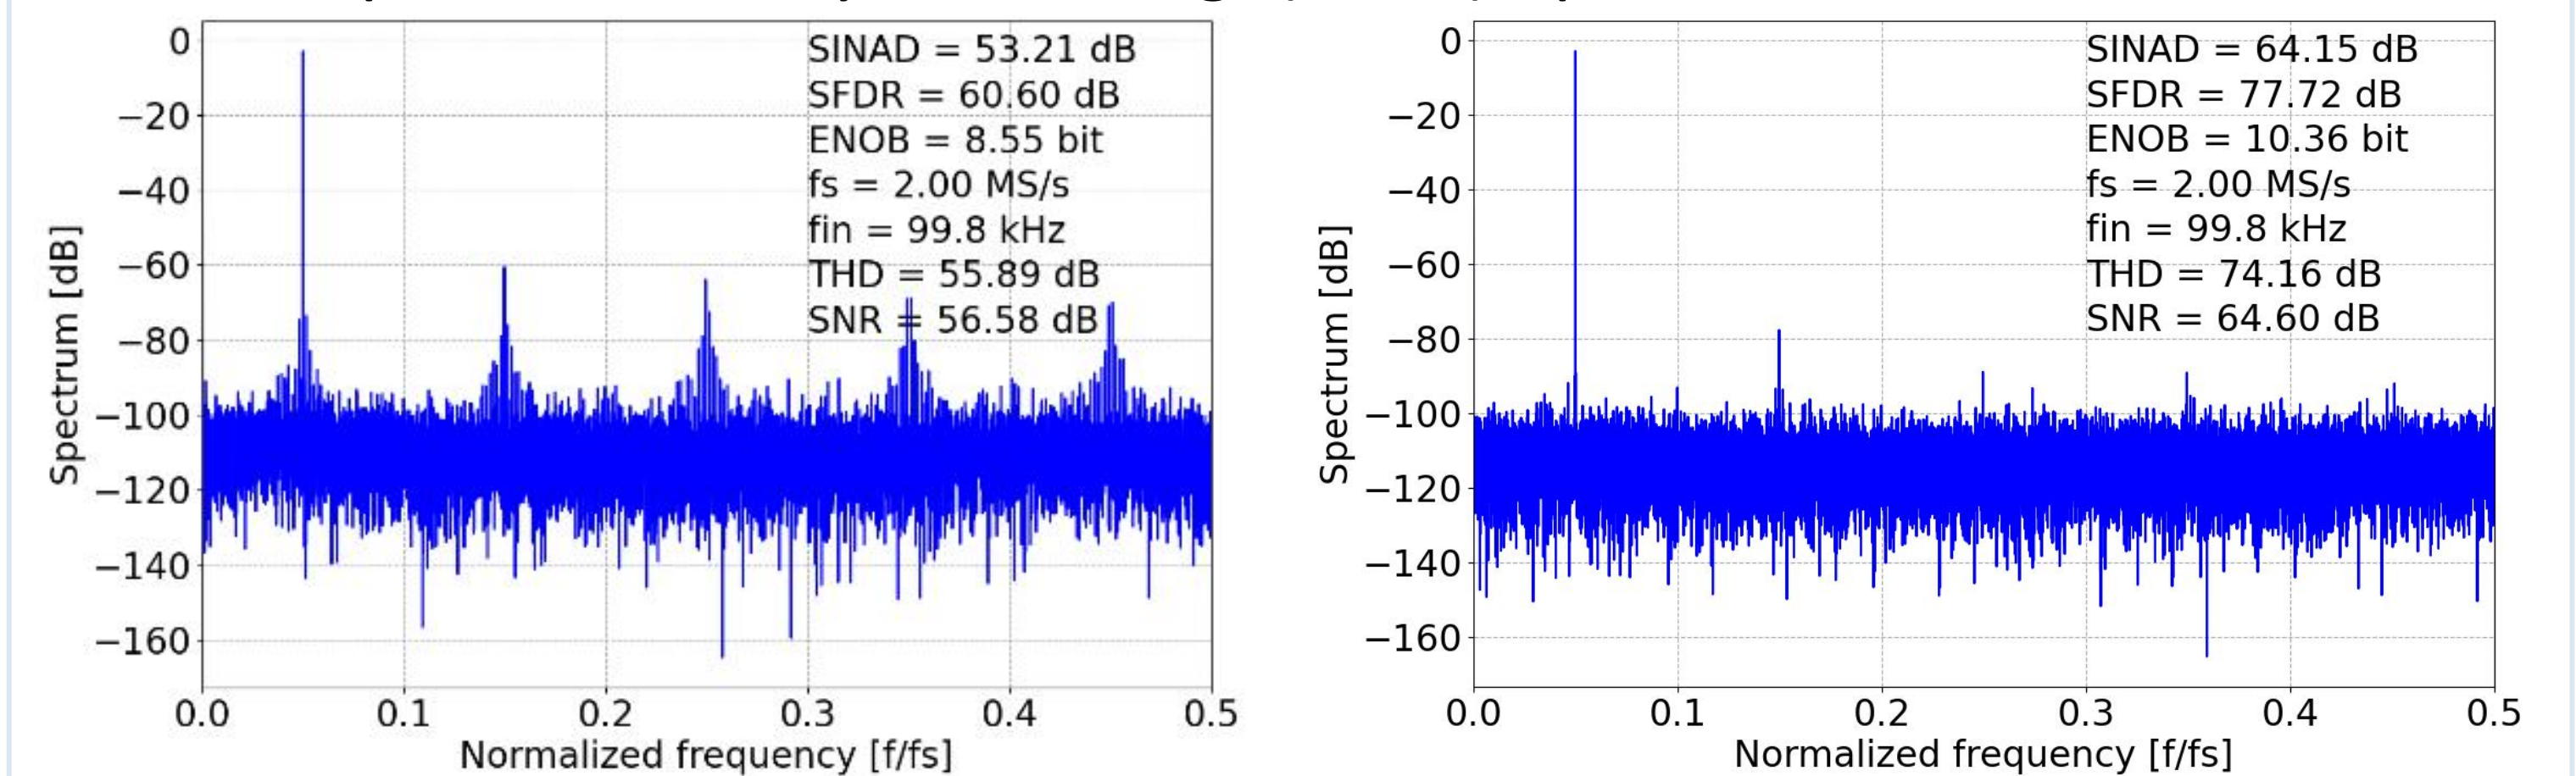 0
−20
−40
−60
−80
−100
−120
−140
−160
Spectrum [dB]
SINAD = 53.21 dB
SFDR = 60.60 dB
ENOB = 8.55 bit
fs = 2.00 MS/s
fin = 99.8 kHz
THD = 55.89 dB
SNR = 56.58 dB
0.0 0.1 0.2 0.3 0.4 0.5
Normalized frequency [f/fs]
0
−20
−40
−60
−80
−100
−120
−140
−160
Spectrum [dB]
SINAD = 64.15 dB
SFDR = 77.72 dB
ENOB = 10.36 bit
fs = 2.00 MS/s
fin = 99.8 kHz
THD = 74.16 dB
SNR = 64.60 dB
0.0 0.1 0.2 0.3 0.4 0.5
Normalized frequency [f/fs]